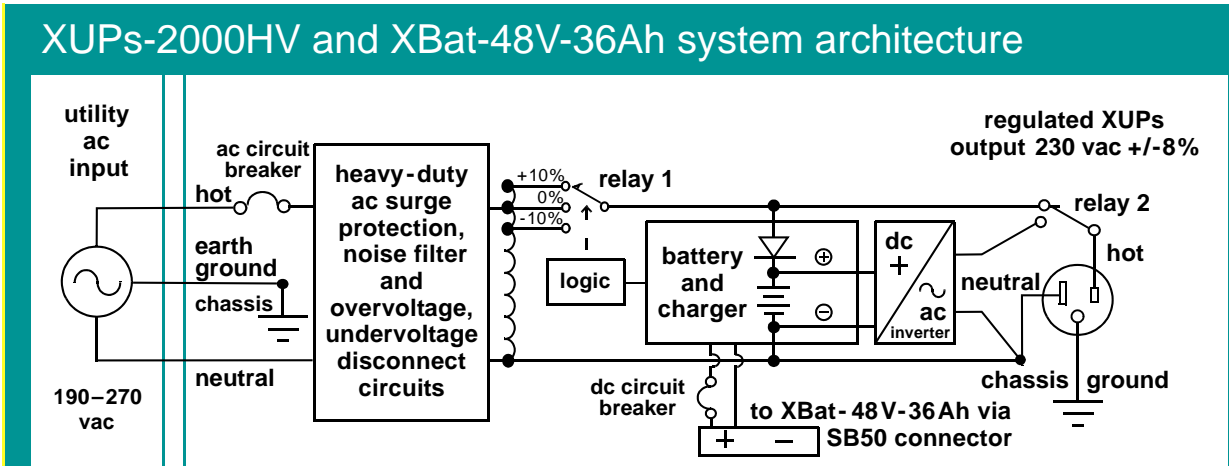 XUPs-2000HV and XBat-48V-36Ah system architecture
utility
ac
input
190–270
vac
hot
ac circuit
breaker
earth
ground
chassis
neutral
heavy-duty
ac surge
protection,
noise filter
and
overvoltage,
undervoltage
disconnect
circuits
+10%
0%
-10%
relay 1
logic
battery
and
charger
+
−
dc circuit
breaker
+ −
to XBat-48V-36Ah via
SB50 connector
dc
+
ac
inverter
regulated XUPs
output 230 vac +/-8%
relay 2
hot
neutral
chassis ground